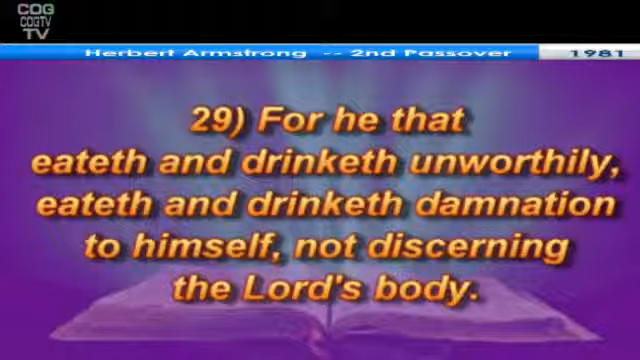 COG
COGTV
TV
Herbert Armstrong -- 2nd Passover 1981
29) For he that
eateth and drinketh unworthily,
eateth and drinketh damnation
to himself, not discerning
the Lord's body.